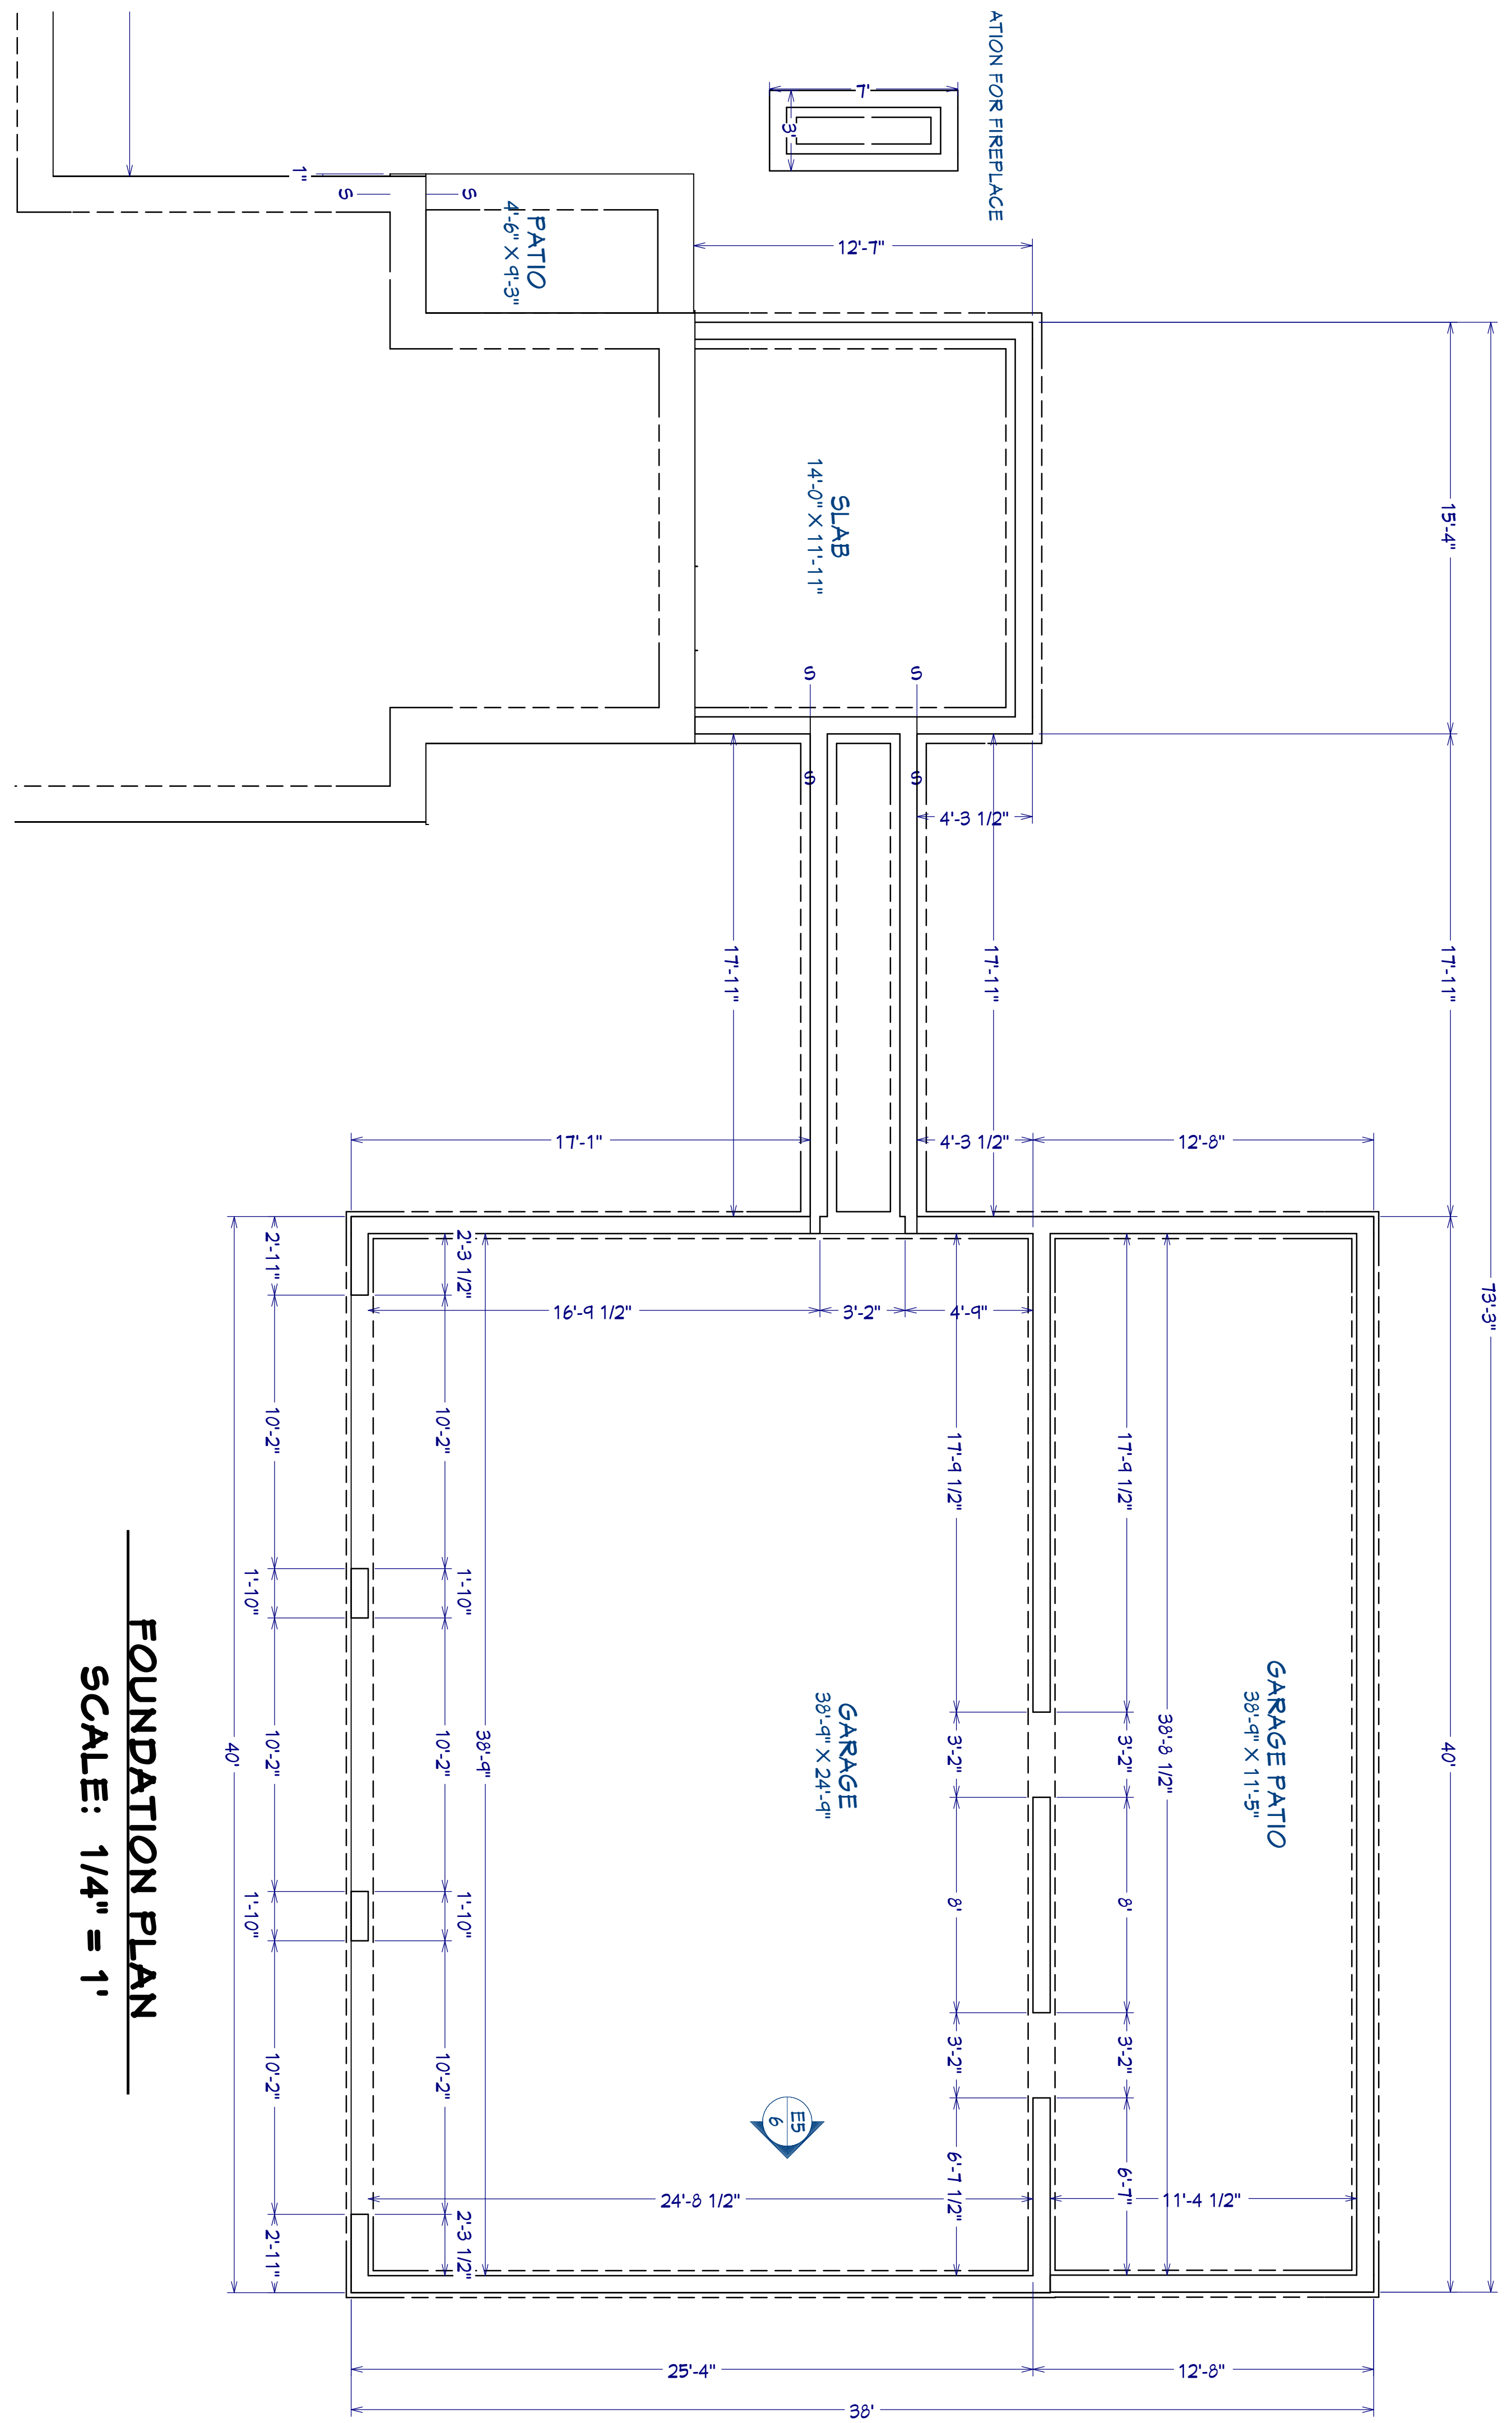 ATION FOR FIREPLACE
7'
3'
1"
S
S
PATIO
4'-6" X 9'-3"
12'-7"
SLAB
14'-0" X 11'-11"
15'-4"
S
S
S
S
4'-3 1/2"
17'-11"
17'-11"
17'-11"
73'-3"
17'-1"
4'-3 1/2"
12'-8"
2'-11"
2'-3 1/2"
16'-9 1/2"
3'-2"
4'-9"
10'-2"
10'-2"
17'-9 1/2"
17'-9 1/2"
1'-10"
1'-10"
40'
10'-2"
10'-2"
38'-9"
GARAGE
38'-9" X 24'-9"
3'-2"
3'-2"
38'-8 1/2"
GARAGE PATIO
38'-9" X 11'-5"
40'
1'-10"
1'-10"
8'
8'
10'-2"
10'-2"
3'-2"
3'-2"
E5
6
6'-7 1/2"
6'-7"
24'-8 1/2"
11'-4 1/2"
2'-11"
2'-3 1/2"
25'-4"
12'-8"
38'
FOUNDATION PLAN
SCALE: 1/4" = 1'